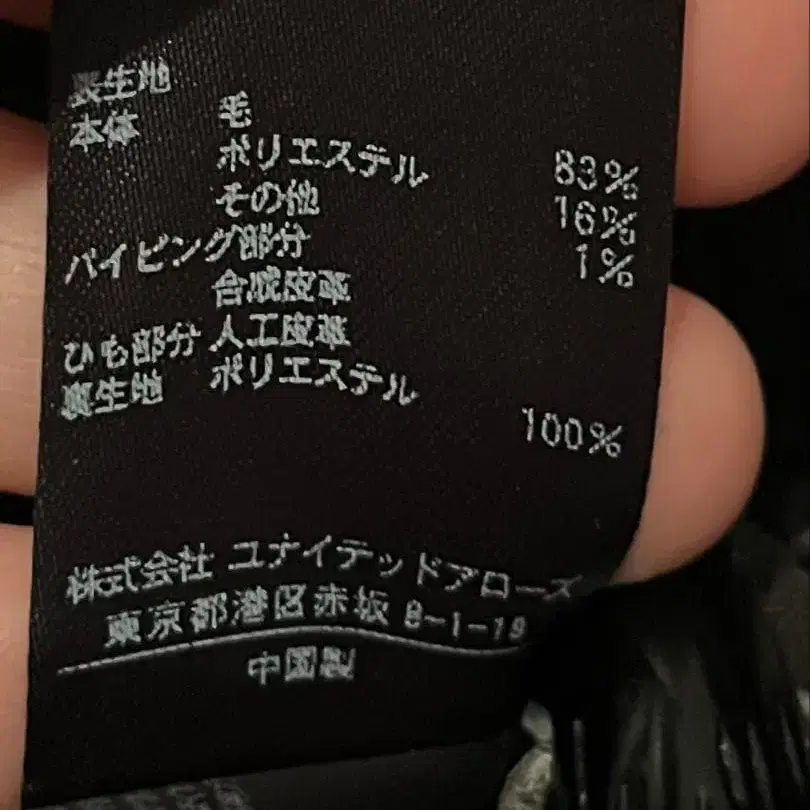 表生地
本体 毛 83%
ポリエステル 16%
その他 1%
パイピング部分
合成皮革
ひも部分 人工皮革
裏生地 ポリエステル 100%
株式会社 ユナイテッドアローズ
東京都港区赤坂 8-1-19
中国製